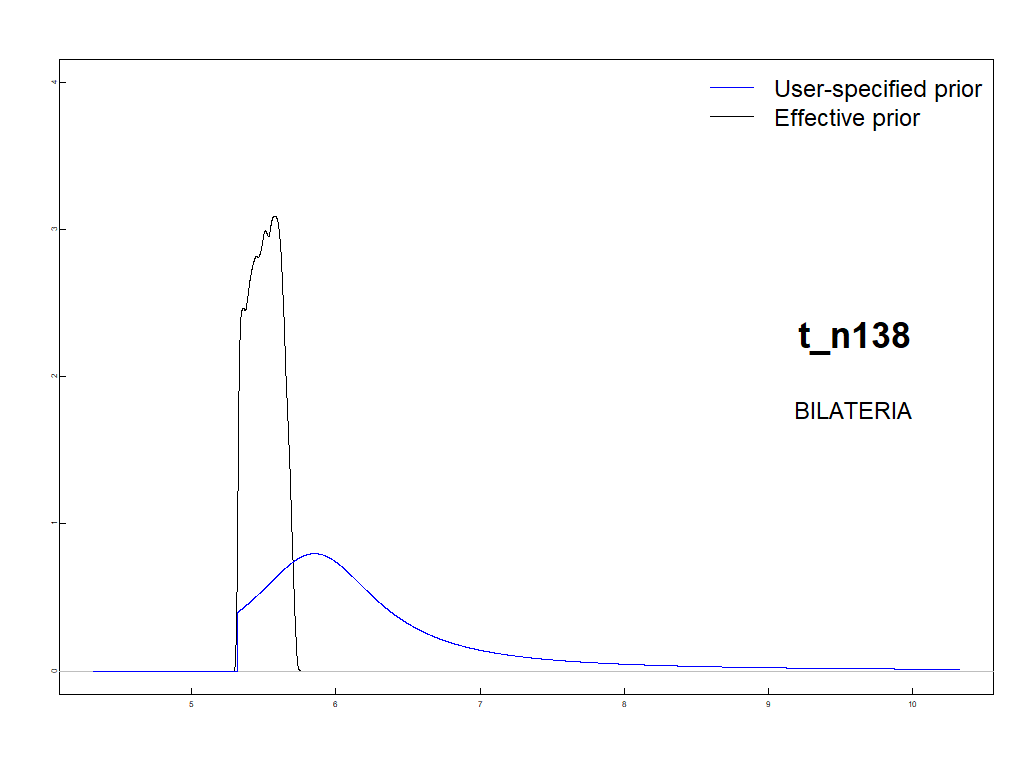 User-specified prior
Effective prior
t_n138
BILATERIA
4
3
2
1
0
5 6 7 8 9 10